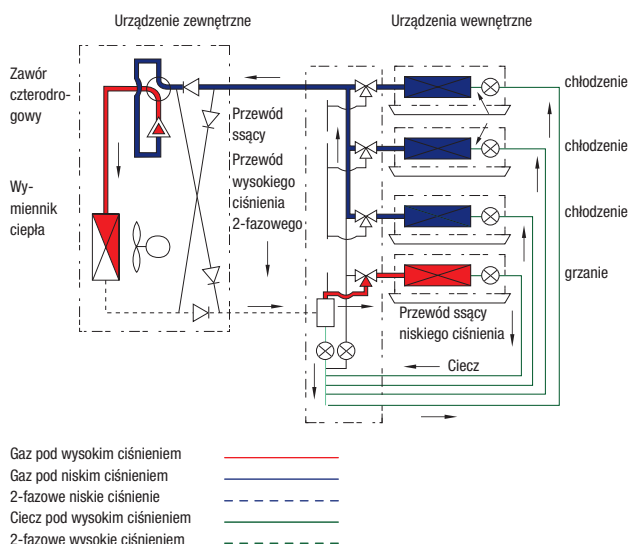 Urządzenie zewnętrzne
Urządzenia wewnętrzne
Zawór
czterodro-
gowy
chłodzenie
Przewód
ssący
Przewód
wysokiego
ciśnienia
2-fazowego
chłodzenie
Wy-
miennik
ciepła
chłodzenie
grzanie
Przewód ssący
niskiego ciśnienia
Ciecz
Gaz pod wysokim ciśnieniem
Gaz pod niskim ciśnieniem
2-fazowe niskie ciśnienie
Ciecz pod wysokim ciśnieniem
2-fazowe wysokie ciśnieniem